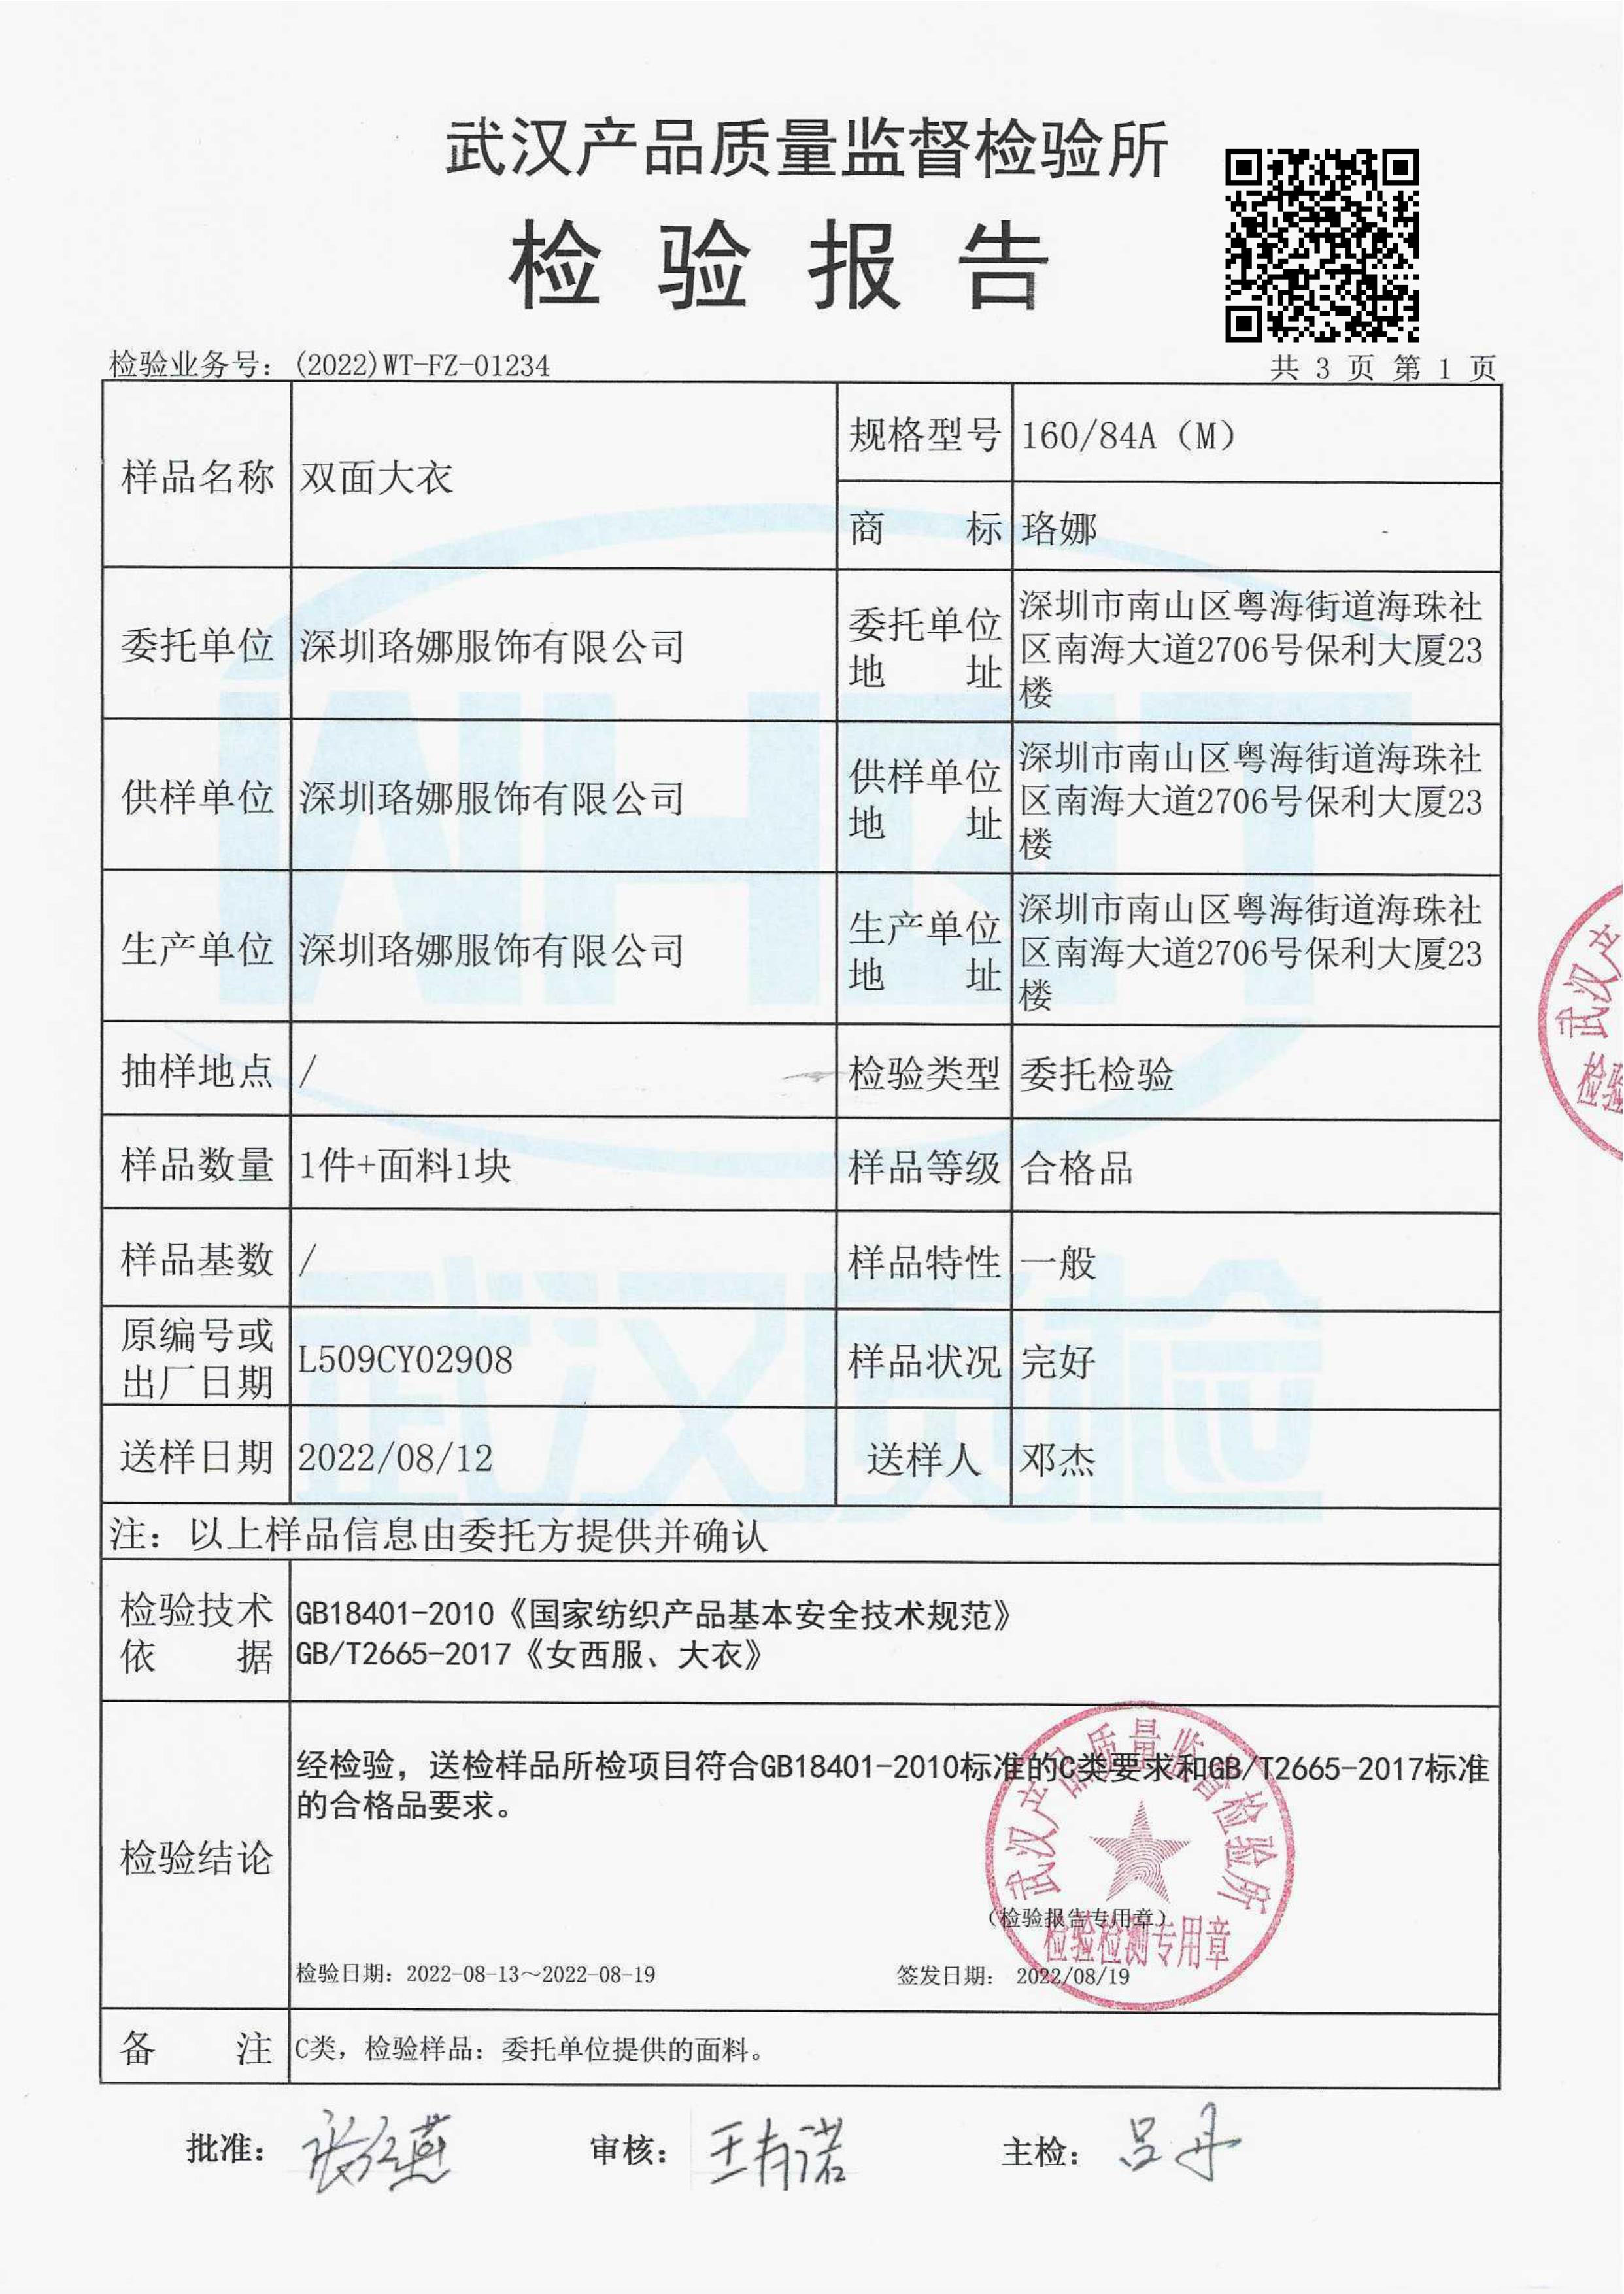 武汉产品质量监督检验所
检验报告
检验业务号：(2022)WT-FZ-01234
共 3 页 第 1 页
样品名称 双面大衣
规格型号 160/84A（M）
商 标 珞娜
委托单位 深圳珞娜服饰有限公司
委托单位
地 址
深圳市南山区粤海街道海珠社
区南海大道2706号保利大厦23
楼
供样单位 深圳珞娜服饰有限公司
供样单位
地 址
深圳市南山区粤海街道海珠社
区南海大道2706号保利大厦23
楼
生产单位 深圳珞娜服饰有限公司
生产单位
地 址
深圳市南山区粤海街道海珠社
区南海大道2706号保利大厦23
楼
抽样地点 / 检验类型 委托检验
样品数量 1件+面料1块 样品等级 合格品
样品基数 / 样品特性 一般
原编号或
出厂日期
L509CY02908 样品状况 完好
送样日期 2022/08/12 送样人 邓杰
注：以上样品信息由委托方提供并确认
检验技术
依 据
GB18401-2010《国家纺织产品基本安全技术规范》
GB/T2665-2017《女西服、大衣》
检验结论
经检验，送检样品所检项目符合GB18401-2010标准的C类要求和GB/T2665-2017标准
的合格品要求。
武汉产品质量监督检验所
（检验报告专用章）
检验检测专用章
检验日期：2022-08-13～2022-08-19 签发日期：2022/08/19
备 注 C类，检验样品：委托单位提供的面料。
批准： 审核： 王有诺 主检： 吕丹
武汉产
检验
武汉质检